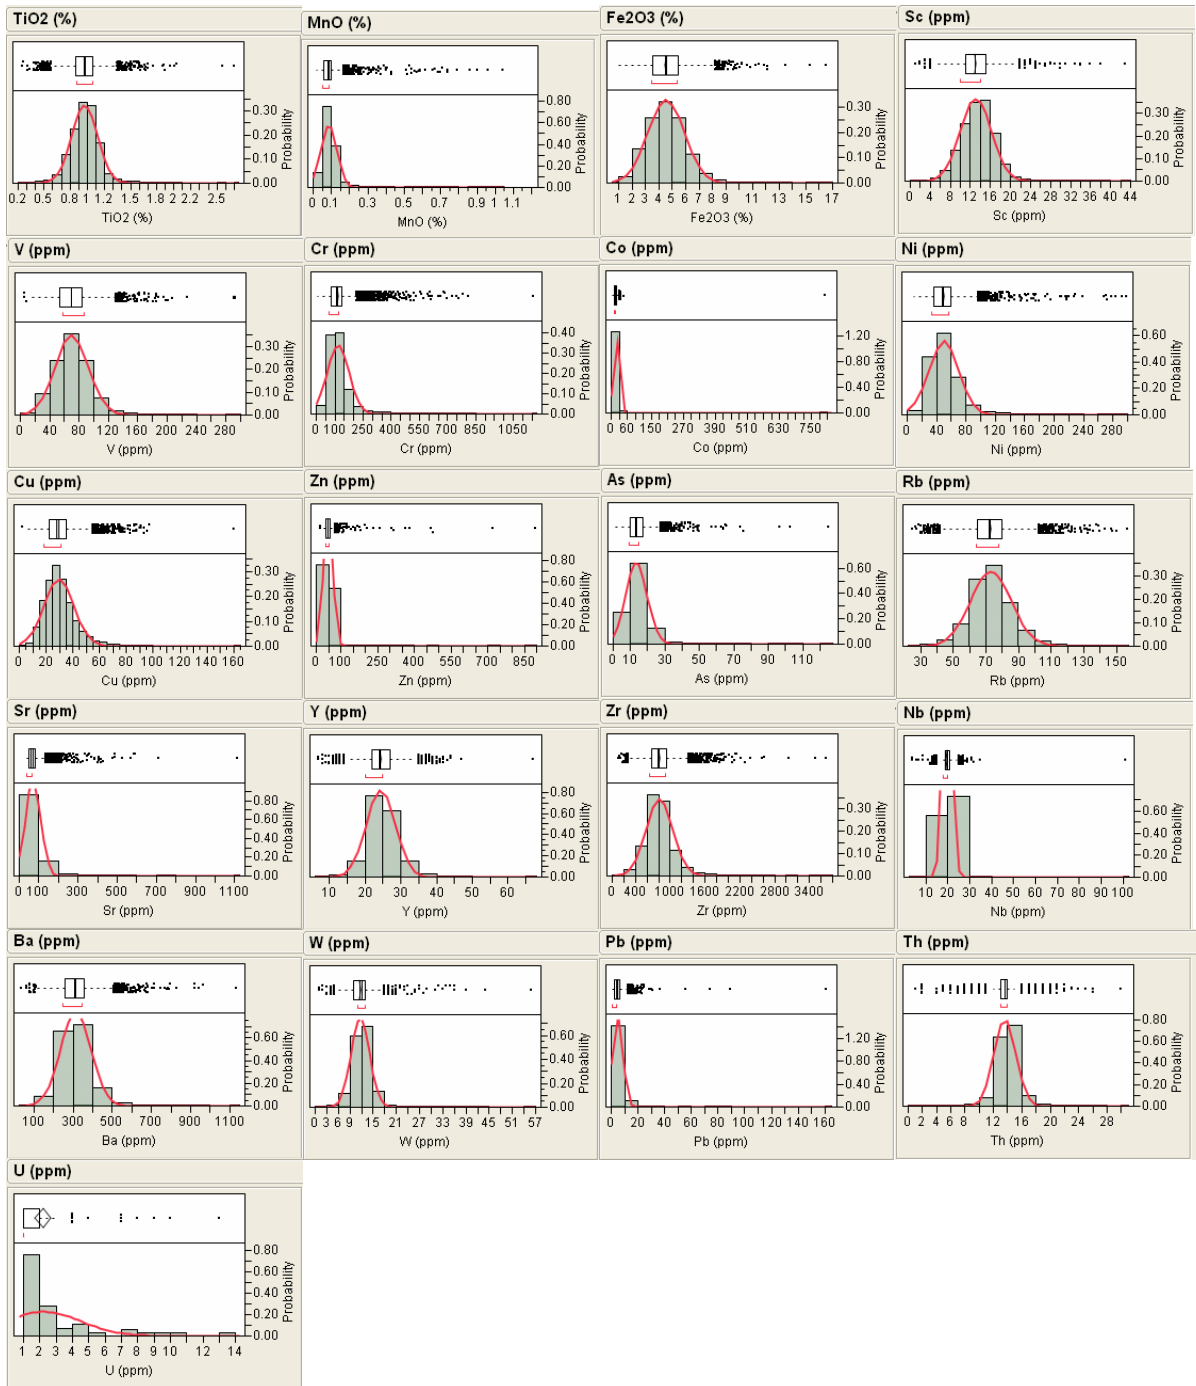 TiO2 (%)
MnO (%)
Fe2O3 (%)
Sc (ppm)
0.30
0.20
0.10
0.00
Probability
0.2 0.5 0.8 1 1.2 1.5 1.8 2 2.2 2.5
TiO2 (%)
0.80
0.60
0.40
0.20
0.00
Probability
0 0.1 0.3 0.5 0.7 0.9 1 1.1
MnO (%)
0.30
0.20
0.10
0.00
Probability
1 2 3 4 5 6 7 8 9 11 13 15 17
Fe2O3 (%)
0.30
0.20
0.10
0.00
Probability
0 4 8 12 16 20 24 28 32 36 40 44
Sc (ppm)
V (ppm)
Cr (ppm)
Co (ppm)
Ni (ppm)
0.30
0.20
0.10
0.00
Probability
0 40 80 120 160 200 240
V (ppm)
0.40
0.30
0.20
0.10
0.00
Probability
0 100 250 400 550 700 850 1050
Cr (ppm)
1.20
0.80
0.40
0.00
Probability
0 60 150 270 390 510 630 750
Co (ppm)
0.60
0.40
0.20
0.00
Probability
0 40 80 120 160 200 240
Ni (ppm)
Cu (ppm)
Zn (ppm)
As (ppm)
Rb (ppm)
0.30
0.20
0.10
0.00
Probability
0 20 40 60 80 100 120 140 160
Cu (ppm)
0.80
0.60
0.40
0.20
0.00
Probability
0 100 250 400 550 700 850
Zn (ppm)
0.60
0.40
0.20
0.00
Probability
0 10 30 50 70 90 110
As (ppm)
0.30
0.20
0.10
0.00
Probability
30 50 70 90 110 130 150
Rb (ppm)
Sr (ppm)
Y (ppm)
Zr (ppm)
Nb (ppm)
0.80
0.60
0.40
0.20
0.00
Probability
0 100 300 500 700 900 1100
Sr (ppm)
0.80
0.60
0.40
0.20
0.00
Probability
10 20 30 40 50 60
Y (ppm)
0.30
0.20
0.10
0.00
Probability
0 400 1000 1600 2200 2800 3400
Zr (ppm)
0.60
0.40
0.20
0.00
Probability
10 20 30 40 50 60 70 80 90 100
Nb (ppm)
Ba (ppm)
W (ppm)
Pb (ppm)
Th (ppm)
0.60
0.40
0.20
0.00
Probability
100 300 500 700 900 1100
Ba (ppm)
0.60
0.40
0.20
0.00
Probability
0 3 6 9 15 21 27 33 39 45 51 57
W (ppm)
1.20
0.80
0.40
0.00
Probability
0 20 40 60 80 100 120 140 160
Pb (ppm)
0.80
0.60
0.40
0.20
0.00
Probability
0 2 4 6 8 12 16 20 24 28
Th (ppm)
U (ppm)
0.80
0.60
0.40
0.20
0.00
Probability
1 2 3 4 5 6 7 8 9 10 12 14
U (ppm)